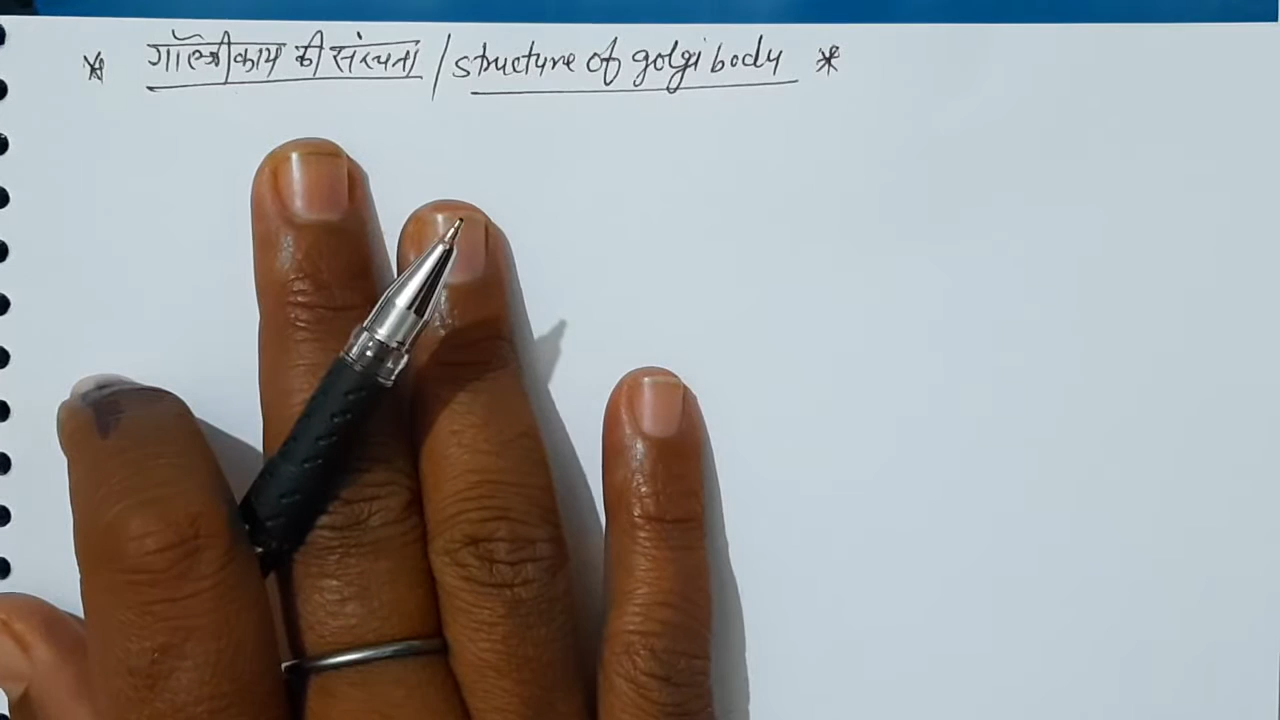 * गॉल्जीकाय की संरचना / structure of golgi body *